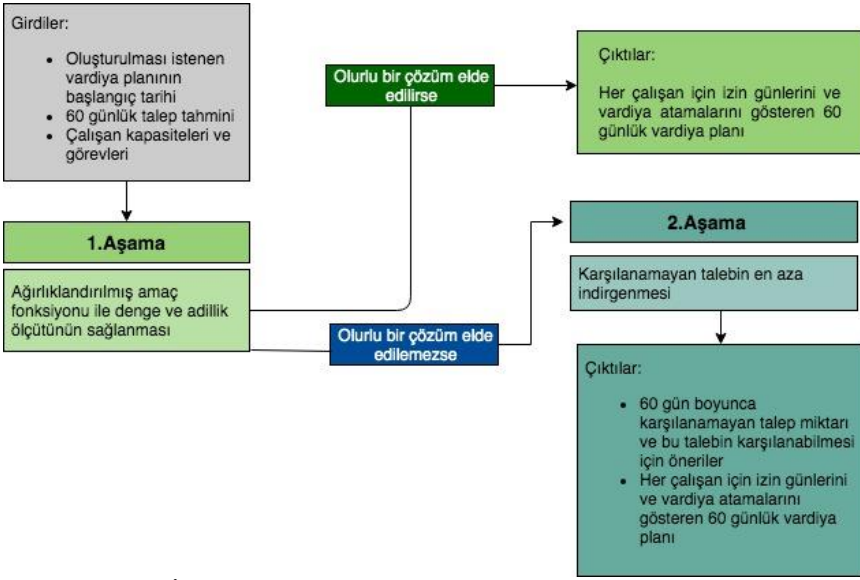 Girdiler:
• Oluşturulması istenen
vardiya planının
başlangıç tarihi
• 60 günlük talep tahmini
• Çalışan kapasiteleri ve
görevleri
1.Aşama
Ağırlıklandırılmış amaç
fonksiyonu ile denge ve adillik
ölçütünün sağlanması
Olurlu bir çözüm elde
edilirse
Çıktılar:
Her çalışan için izin günlerini ve
vardiya atamalarını gösteren 60
günlük vardiya planı
Olurlu bir çözüm elde
edilemezse
2.Aşama
Karşılanamayan talebin en aza
indirgenmesi
Çıktılar:
• 60 gün boyunca
karşılanamayan talep miktarı
ve bu talebin karşılanabilmesi
için öneriler
• Her çalışan için izin günlerini
ve vardiya atamalarını
gösteren 60 günlük vardiya
planı